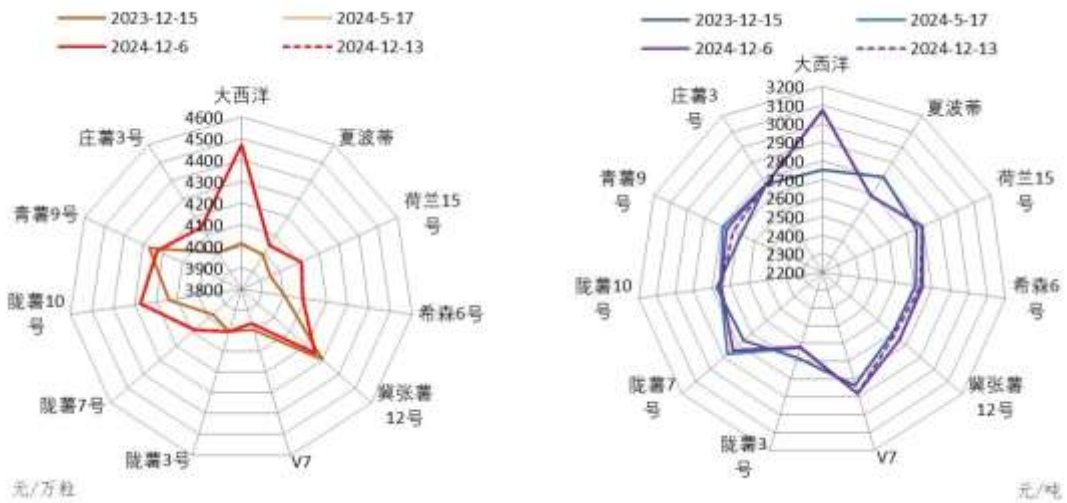 2023-12-15
2024-5-17
2024-12-6
2024-12-13
大西洋
夏波蒂
荷兰15
号
希森6号
冀张薯
12号
V7
陇薯3号
陇薯7号
陇薯10
号
青薯9号
庄薯3号
4600
4500
4400
4300
4200
4100
4000
3900
3800
元/万粒
2023-12-15
2024-5-17
2024-12-6
2024-12-13
大西洋
夏波蒂
荷兰15
号
希森6
号
冀张薯
12号
V7
陇薯3
号
陇薯7
号
陇薯10
号
青薯9
号
庄薯3
号
3200
3100
3000
2900
2800
2700
2600
2500
2400
2300
2200
元/吨